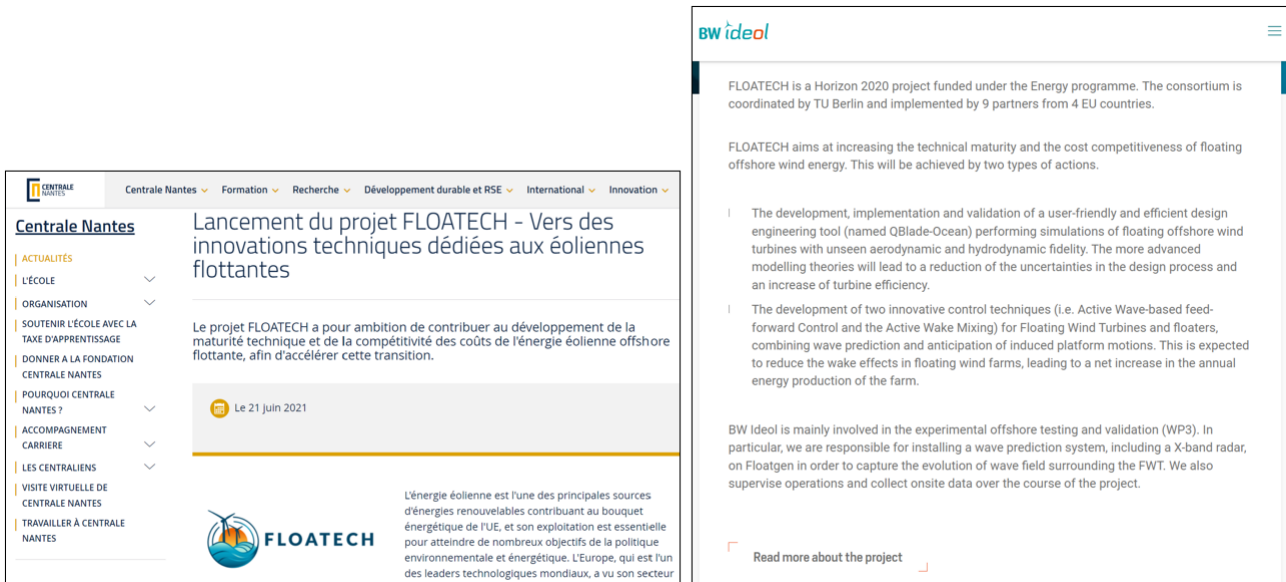 CENTRALE
NANTES
Centrale Nantes
Formation
Recherche
Développement durable et RSE
International
Innovation
Centrale Nantes
ACTUALITÉS
L'ÉCOLE
ORGANISATION
SOUTENIR L'ÉCOLE AVEC LA
TAXE D'APPRENTISSAGE
DONNER A LA FONDATION
CENTRALE NANTES
POURQUOI CENTRALE
NANTES ?
ACCOMPAGNEMENT
CARRIERE
LES CENTRALIENS
VISITE VIRTUELLE DE
CENTRALE NANTES
TRAVAILLER À CENTRALE
NANTES
Lancement du projet FLOATECH - Vers des
innovations techniques dédiées aux éoliennes
flottantes
Le projet FLOATECH a pour ambition de contribuer au développement de la
maturité technique et de la compétitivité des coûts de l'énergie éolienne offshore
flottante, afin d'accélérer cette transition.
Le 21 juin 2021
FLOATECH
L'énergie éolienne est l'une des principales sources
d'énergies renouvelables contribuant au bouquet
énergétique de l'UE, et son exploitation est essentielle
pour atteindre de nombreux objectifs de la politique
environnementale et énergétique. L'Europe, qui est l'un
des leaders technologiques mondiaux, a vu son secteur
BW ideol
FLOATECH is a Horizon 2020 project funded under the Energy programme. The consortium is
coordinated by TU Berlin and implemented by 9 partners from 4 EU countries.
FLOATECH aims at increasing the technical maturity and the cost competitiveness of floating
offshore wind energy. This will be achieved by two types of actions.
The development, implementation and validation of a user-friendly and efficient design
engineering tool (named QBlade-Ocean) performing simulations of floating offshore wind
turbines with unseen aerodynamic and hydrodynamic fidelity. The more advanced
modelling theories will lead to a reduction of the uncertainties in the design process and
an increase of turbine efficiency.
The development of two innovative control techniques (i.e. Active Wave-based feed-
forward Control and the Active Wake Mixing) for Floating Wind Turbines and floaters,
combining wave prediction and anticipation of induced platform motions. This is expected
to reduce the wake effects in floating wind farms, leading to a net increase in the annual
energy production of the farm.
BW Ideol is mainly involved in the experimental offshore testing and validation (WP3). In
particular, we are responsible for installing a wave prediction system, including a X-band radar,
on Floatgen in order to capture the evolution of wave field surrounding the FWT. We also
supervise operations and collect onsite data over the course of the project.
Read more about the project